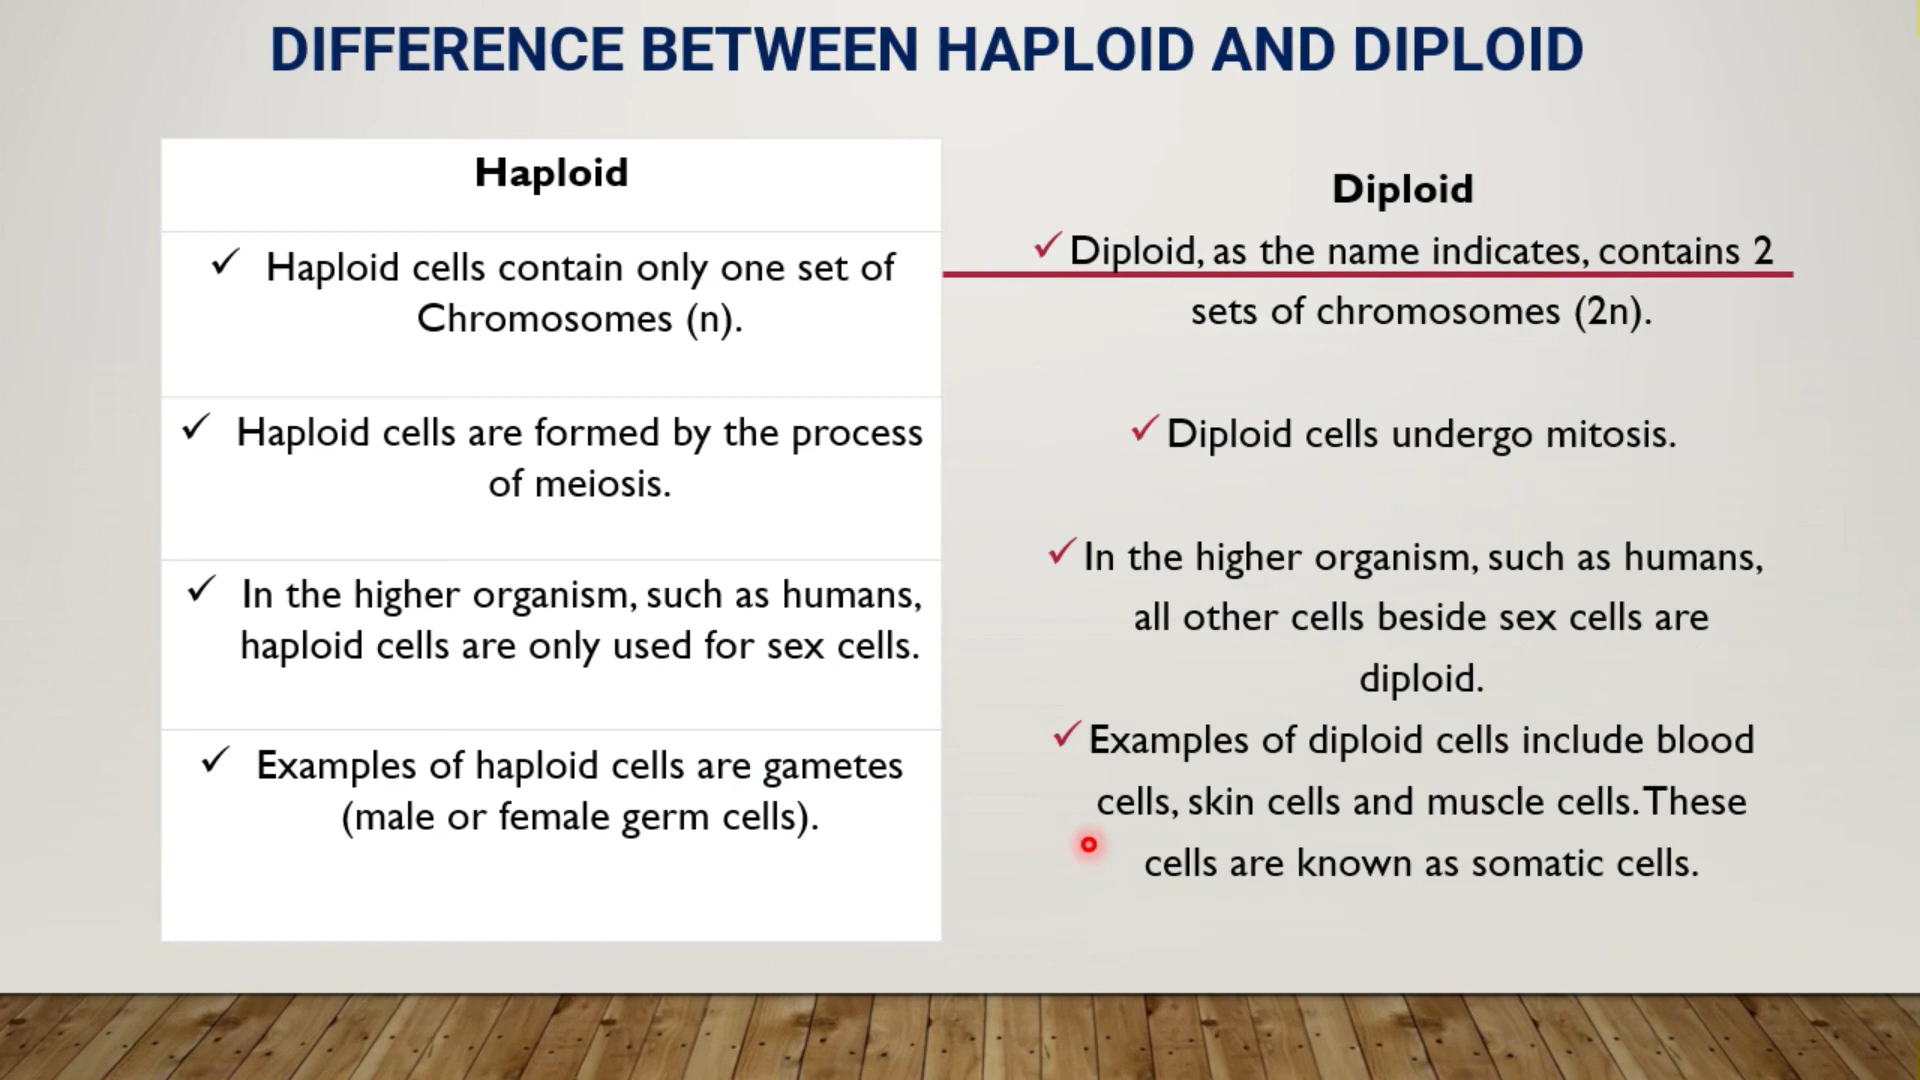 DIFFERENCE BETWEEN HAPLOID AND DIPLOID
Haploid
✓ Haploid cells contain only one set of
Chromosomes (n).
✓ Haploid cells are formed by the process
of meiosis.
✓ In the higher organism, such as humans,
haploid cells are only used for sex cells.
✓ Examples of haploid cells are gametes
(male or female germ cells).
Diploid
✓ Diploid, as the name indicates, contains 2
sets of chromosomes (2n).
✓ Diploid cells undergo mitosis.
✓ In the higher organism, such as humans,
all other cells beside sex cells are
diploid.
✓ Examples of diploid cells include blood
cells, skin cells and muscle cells. These
cells are known as somatic cells.